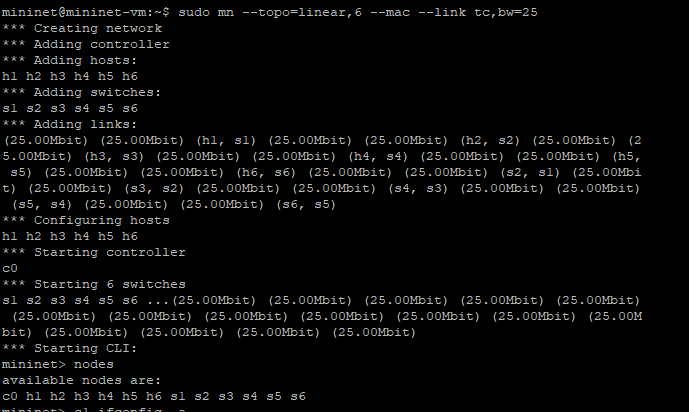 mininet@mininet-vm:~$ sudo mn --topo=linear,6 --mac --link tc,bw=25
*** Creating network
*** Adding controller
*** Adding hosts:
h1 h2 h3 h4 h5 h6
*** Adding switches:
s1 s2 s3 s4 s5 s6
*** Adding links:
(25.00Mbit) (25.00Mbit) (h1, s1) (25.00Mbit) (25.00Mbit) (h2, s2) (25.00Mbit) (2
5.00Mbit) (h3, s3) (25.00Mbit) (25.00Mbit) (h4, s4) (25.00Mbit) (25.00Mbit) (h5,
 s5) (25.00Mbit) (25.00Mbit) (h6, s6) (25.00Mbit) (25.00Mbit) (s2, s1) (25.00Mbi
t) (25.00Mbit) (s3, s2) (25.00Mbit) (25.00Mbit) (s4, s3) (25.00Mbit) (25.00Mbit)
 (s5, s4) (25.00Mbit) (25.00Mbit) (s6, s5)
*** Configuring hosts
h1 h2 h3 h4 h5 h6
*** Starting controller
c0
*** Starting 6 switches
s1 s2 s3 s4 s5 s6 ...(25.00Mbit) (25.00Mbit) (25.00Mbit) (25.00Mbit) (25.00Mbit)
 (25.00Mbit) (25.00Mbit) (25.00Mbit) (25.00Mbit) (25.00Mbit) (25.00Mbit) (25.00M
bit) (25.00Mbit) (25.00Mbit) (25.00Mbit) (25.00Mbit)
*** Starting CLI:
mininet> nodes
available nodes are:
c0 h1 h2 h3 h4 h5 h6 s1 s2 s3 s4 s5 s6
mininet> s1 ifconfig -a